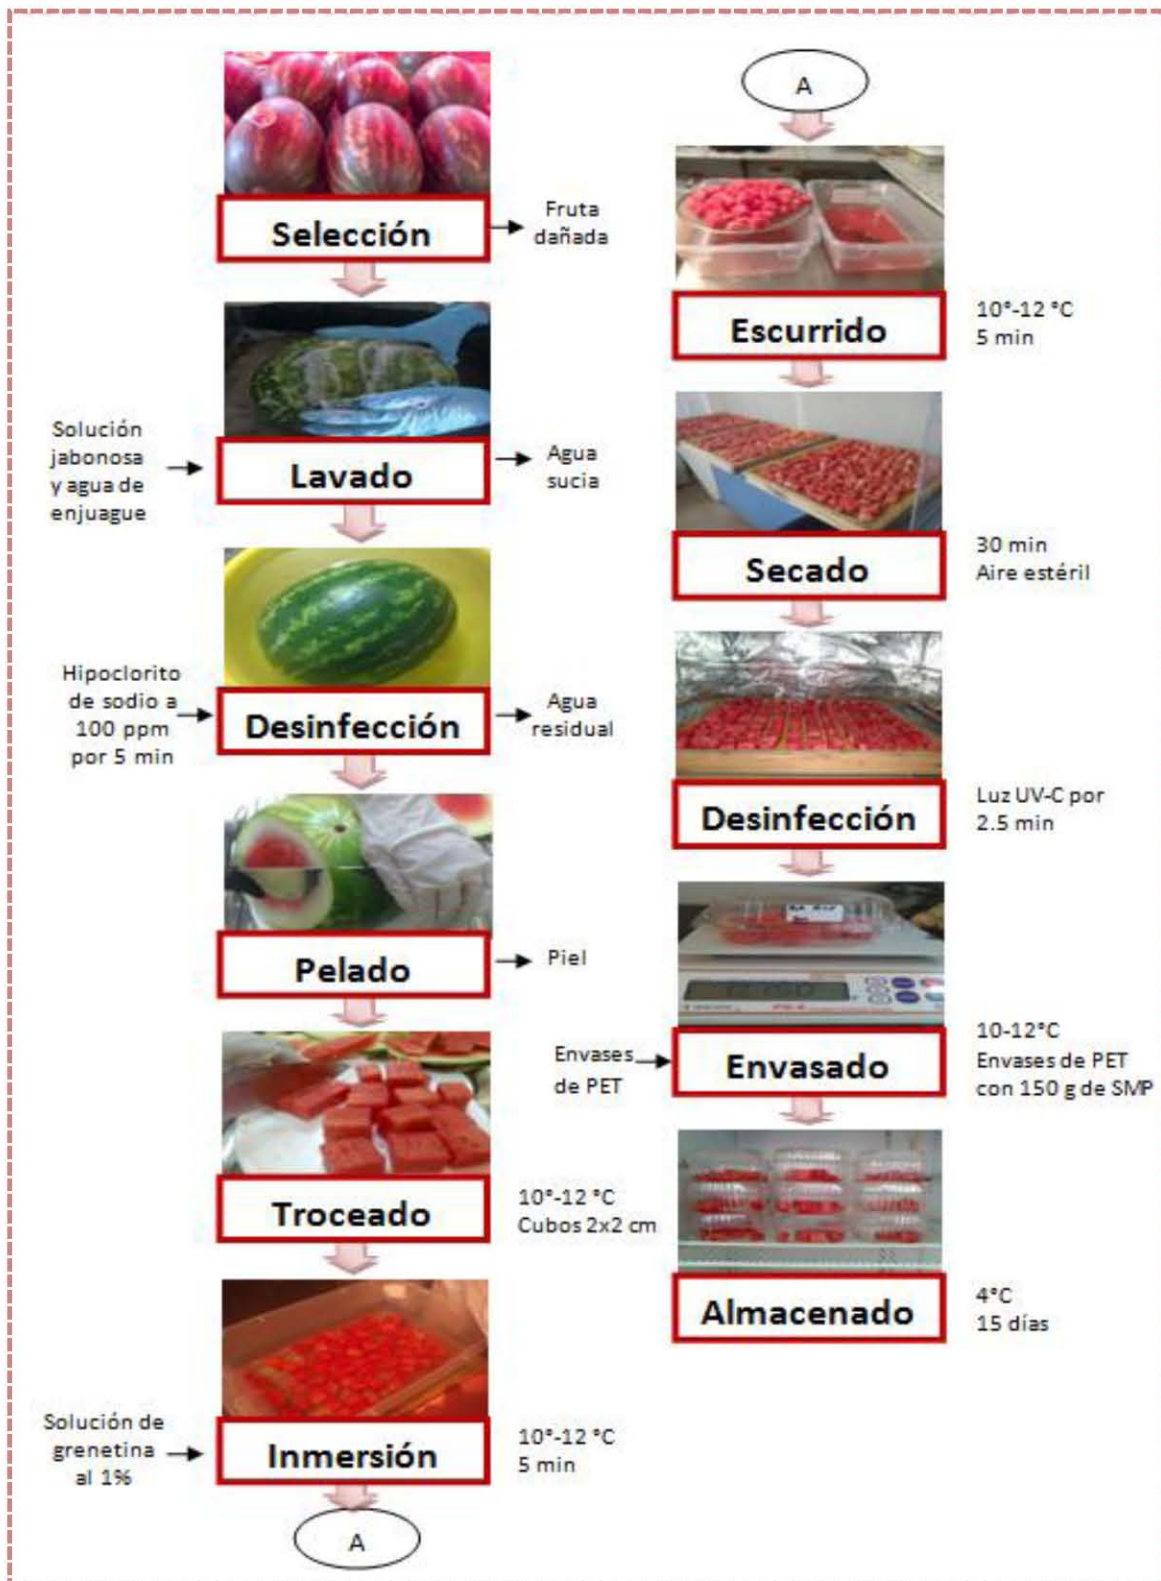 Selección
Fruta
dañada
Solución
jabonosa
y agua de
enjuague
Lavado
Agua
sucia
Hipoclorito
de sodio a
100 ppm
por 5 min
Desinfección
Agua
residual
Pelado
Piel
Troceado
10°-12 °C
Cubos 2x2 cm
Solución de
grenetina
al 1%
Inmersión
10°-12 °C
5 min
A
A
Escurrido
10°-12 °C
5 min
Secado
30 min
Aire estéril
Desinfección
Luz UV-C por
2.5 min
Envases
de PET
Envasado
10-12°C
Envases de PET
con 150 g de SMP
Almacenado
4°C
15 días